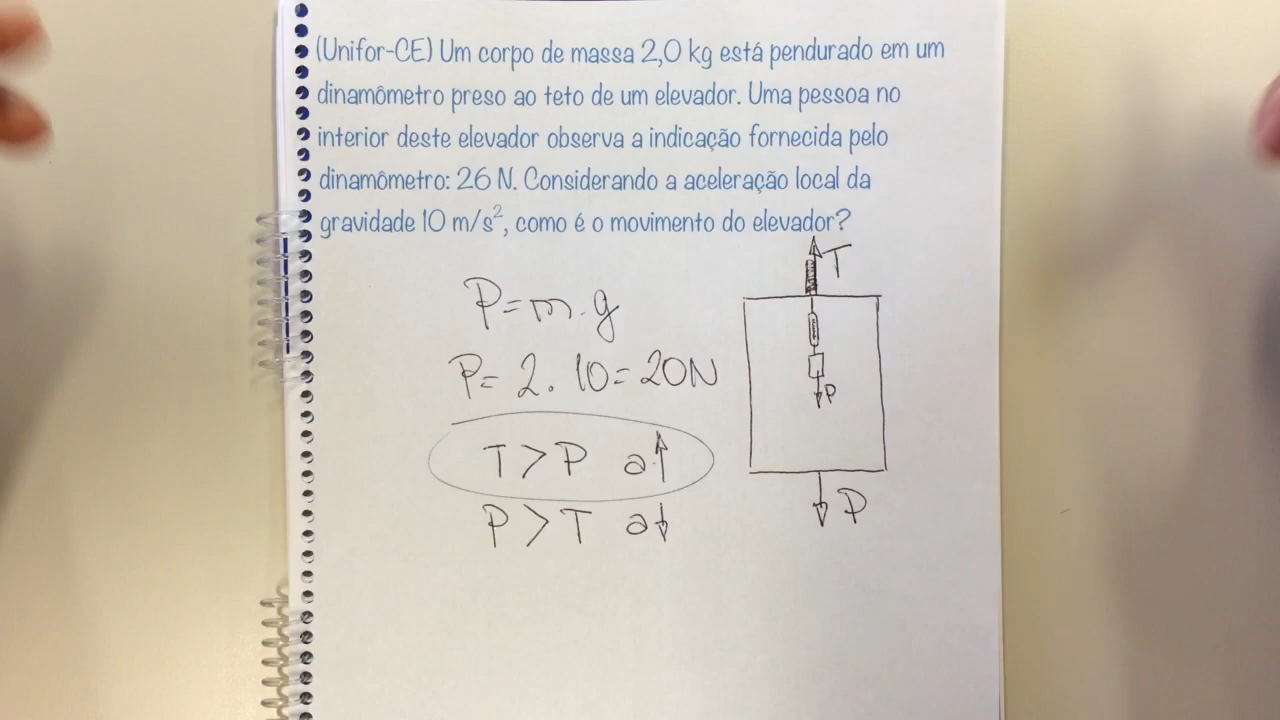 (Unifor-CE) Um corpo de massa 2,0 kg está pendurado em um
dinamômetro preso ao teto de um elevador. Uma pessoa no
interior deste elevador observa a indicação fornecida pelo
dinamômetro: 26 N. Considerando a aceleração local da
gravidade 10 m/s², como é o movimento do elevador?
T
P=m.g
P= 2. 10= 20N
P
T>P a↑
P
P>T a↓